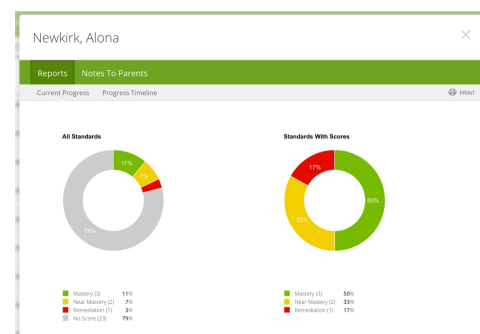 Newkirk, Alona
Reports Notes To Parents
Current Progress Progress Timeline PRINT
All Standards
11%
7%
79%
Mastery (3) 11%
Near Mastery (2) 7%
Remediation (1) 3%
No Score (23) 79%
Standards With Scores
17%
50%
33%
Mastery (3) 50%
Near Mastery (2) 33%
Remediation (1) 17%